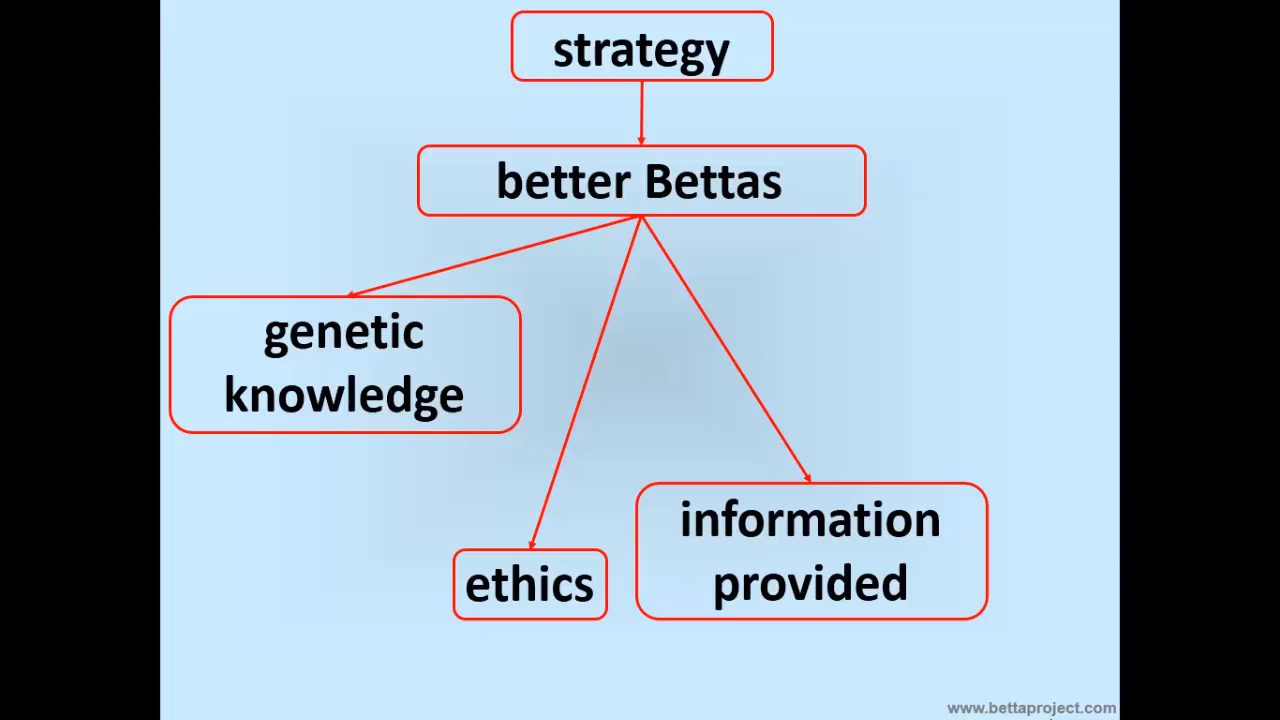 strategy
better Bettas
genetic
knowledge
information
provided
ethics
www.bettaproject.com